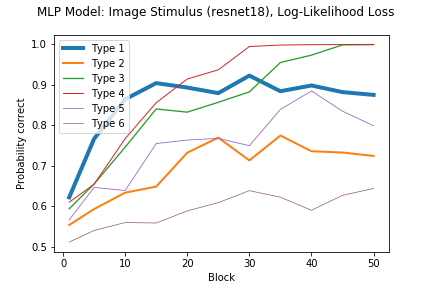 MLP Model: Image Stimulus (resnet18), Log-Likelihood Loss
Probability correct
1.0
0.9
0.8
0.7
0.6
0.5
Type 1
Type 2
Type 3
Type 4
Type 5
Type 6
0 10 20 30 40 50
Block